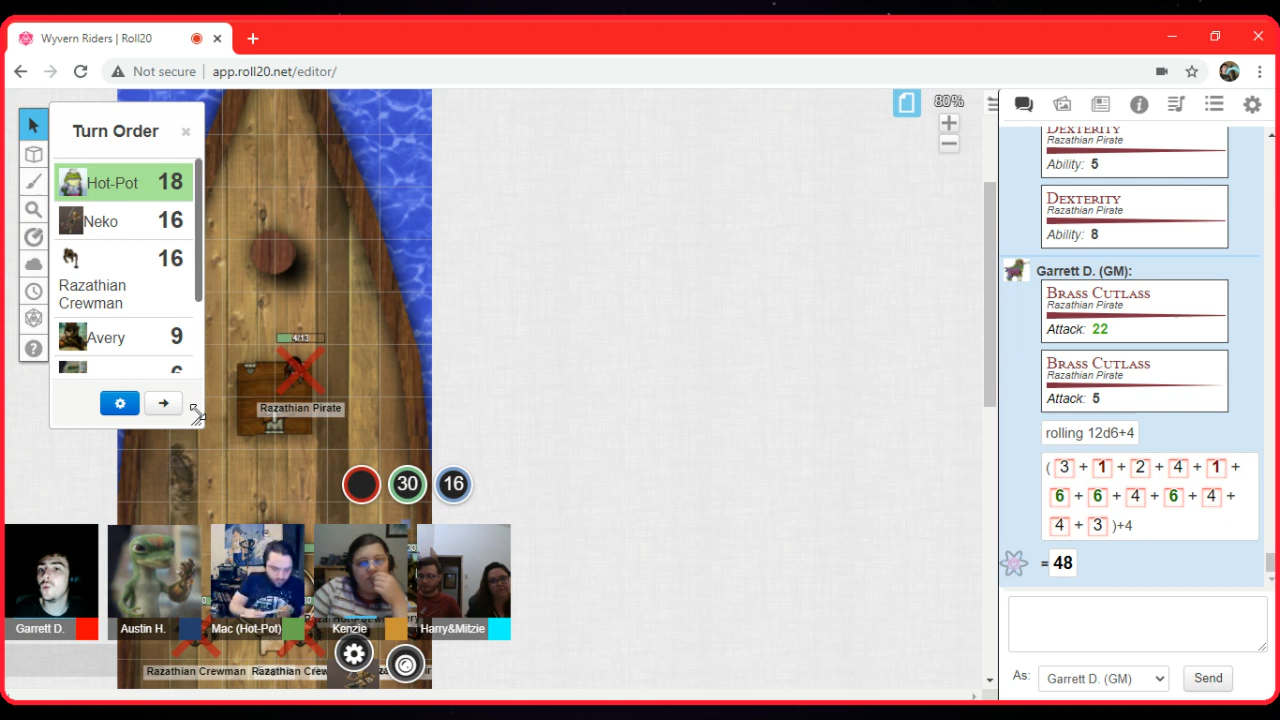 Wyvern Riders | Roll20
Not secure
app.roll20.net/editor/
Turn Order
Hot-Pot 18
Neko 16
16
Razathian
Crewman
Avery 9
80%
4/13
Razathian Pirate
30
16
Garrett D.
Austin H.
Mac (Hot-Pot)
Kenzie
Harry&Mitzie
Razathian Crewman
Razathian Crew
DEXTERITY
Razathian Pirate
Ability: 5
DEXTERITY
Razathian Pirate
Ability: 8
Garrett D. (GM):
BRASS CUTLASS
Razathian Pirate
Attack: 22
BRASS CUTLASS
Razathian Pirate
Attack: 5
rolling 12d6+4
( 3 + 1 + 2 + 4 + 1 +
6 + 6 + 4 + 6 + 4 +
4 + 3 )+4
= 48
As:
Garrett D. (GM)
Send